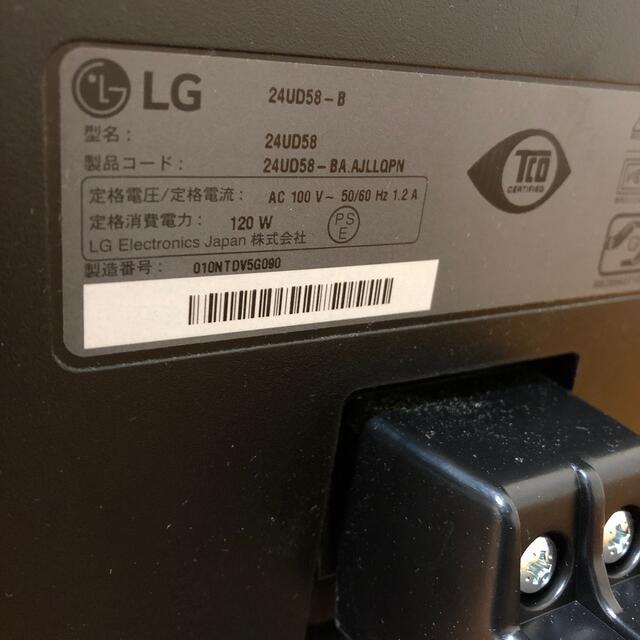 LG 24UD58-B
型名: 24UD58
製品コード: 24UD58-BA.AJLLQPN
定格電圧/定格電流: AC 100 V~ 50/60 Hz 1.2 A
定格消費電力: 120 W
PS
E
LG Electronics Japan 株式会社
製造番号: 010NTDV5G090
TCO
CERTIFIED